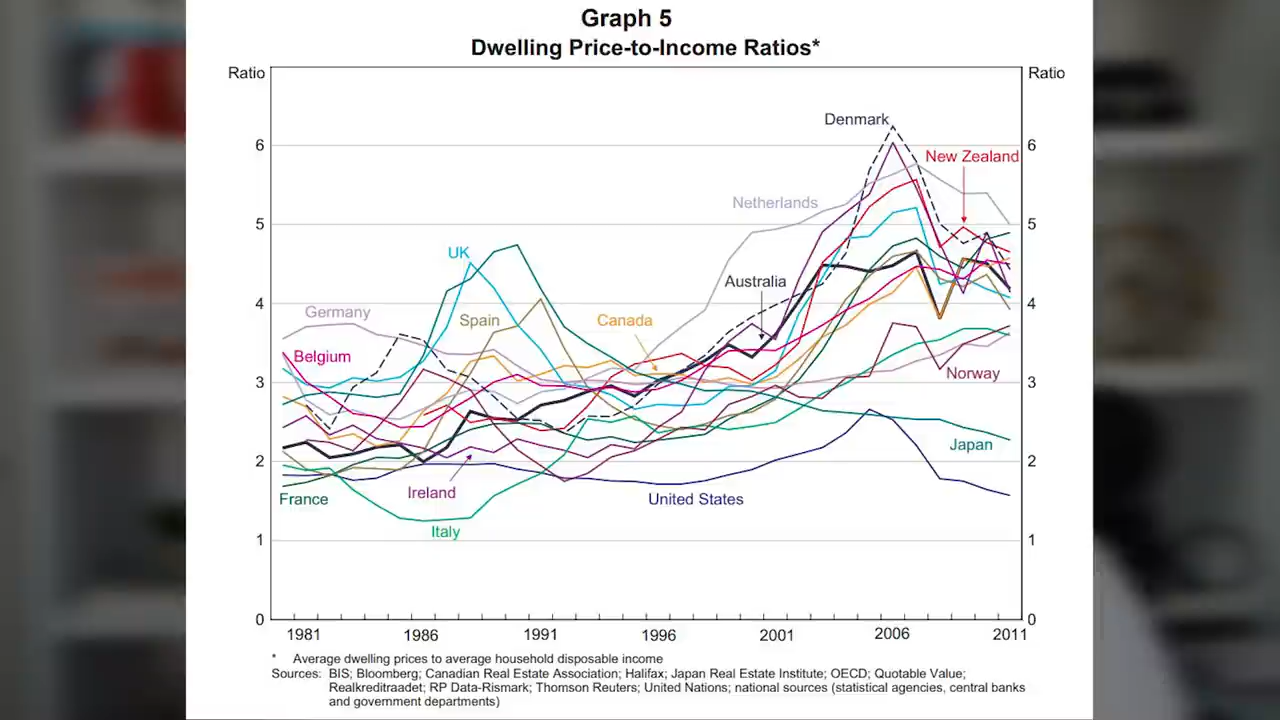 Graph 5
Dwelling Price-to-Income Ratios*
Ratio
Ratio
Denmark
6
6
New Zealand
Netherlands
5
5
UK
Australia
4
4
Germany
Spain
Canada
Belgium
3
3
Norway
Japan
2
2
France
Ireland
United States
Italy
1
1
0
0
1981
1986
1991
1996
2001
2006
2011
* Average dwelling prices to average household disposable income
Sources: BIS; Bloomberg; Canadian Real Estate Association; Halifax; Japan Real Estate Institute; OECD; Quotable Value;
Realkreditraadet; RP Data-Rismark; Thomson Reuters; United Nations; national sources (statistical agencies, central banks
and government departments)